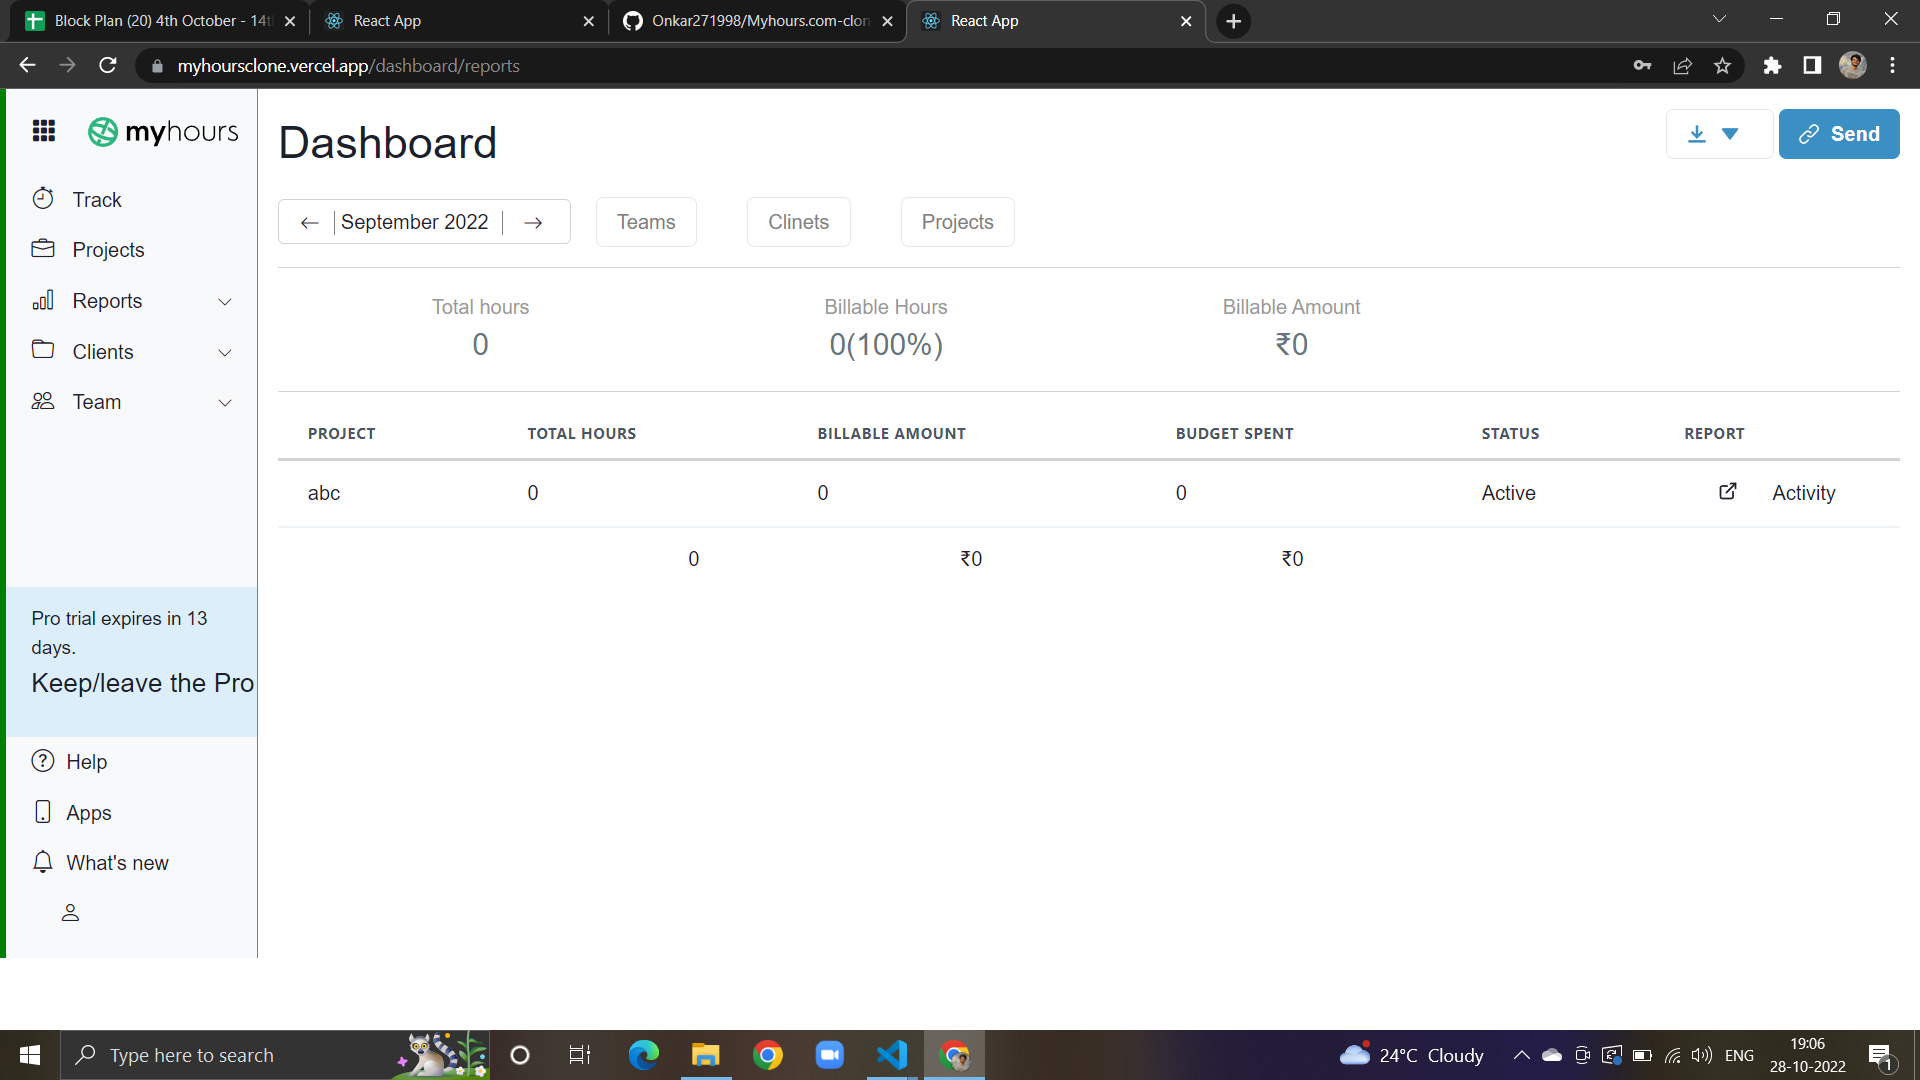 Block Plan (20) 4th October - 14t
React App
Onkar271998/Myhours.com-clon
React App
myhoursclone.vercel.app/dashboard/reports
myhours
Track
Projects
Reports
Clients
Team
Pro trial expires in 13
days.
Keep/leave the Pro
Help
Apps
What's new
Dashboard
Send
September 2022
Teams
Clinets
Projects
Total hours
0
Billable Hours
0(100%)
Billable Amount
₹0
PROJECT TOTAL HOURS BILLABLE AMOUNT BUDGET SPENT STATUS REPORT
abc 0 0 0 Active Activity
0 ₹0 ₹0
Type here to search
24°C Cloudy
ENG
19:06
28-10-2022
1